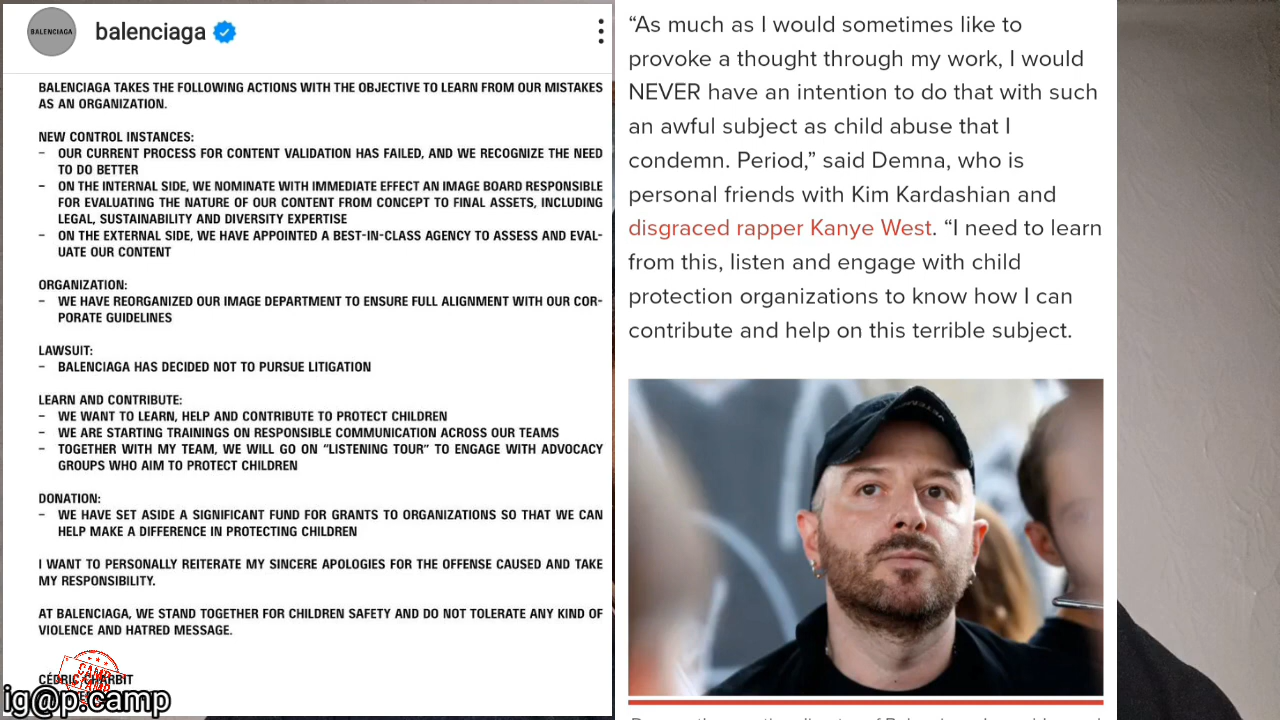 BALENCIAGA
balenciaga
BALENCIAGA TAKES THE FOLLOWING ACTIONS WITH THE OBJECTIVE TO LEARN FROM OUR MISTAKES
AS AN ORGANIZATION.
NEW CONTROL INSTANCES:
- OUR CURRENT PROCESS FOR CONTENT VALIDATION HAS FAILED, AND WE RECOGNIZE THE NEED
TO DO BETTER
- ON THE INTERNAL SIDE, WE NOMINATE WITH IMMEDIATE EFFECT AN IMAGE BOARD RESPONSIBLE
FOR EVALUATING THE NATURE OF OUR CONTENT FROM CONCEPT TO FINAL ASSETS, INCLUDING
LEGAL, SUSTAINABILITY AND DIVERSITY EXPERTISE
- ON THE EXTERNAL SIDE, WE HAVE APPOINTED A BEST-IN-CLASS AGENCY TO ASSESS AND EVAL-
UATE OUR CONTENT
ORGANIZATION:
- WE HAVE REORGANIZED OUR IMAGE DEPARTMENT TO ENSURE FULL ALIGNMENT WITH OUR COR-
PORATE GUIDELINES
LAWSUIT:
- BALENCIAGA HAS DECIDED NOT TO PURSUE LITIGATION
LEARN AND CONTRIBUTE:
- WE WANT TO LEARN, HELP AND CONTRIBUTE TO PROTECT CHILDREN
- WE ARE STARTING TRAININGS ON RESPONSIBLE COMMUNICATION ACROSS OUR TEAMS
- TOGETHER WITH MY TEAM, WE WILL GO ON "LISTENING TOUR" TO ENGAGE WITH ADVOCACY
GROUPS WHO AIM TO PROTECT CHILDREN
DONATION:
- WE HAVE SET ASIDE A SIGNIFICANT FUND FOR GRANTS TO ORGANIZATIONS SO THAT WE CAN
HELP MAKE A DIFFERENCE IN PROTECTING CHILDREN
I WANT TO PERSONALLY REITERATE MY SINCERE APOLOGIES FOR THE OFFENSE CAUSED AND TAKE
MY RESPONSIBILITY.
AT BALENCIAGA, WE STAND TOGETHER FOR CHILDREN SAFETY AND DO NOT TOLERATE ANY KIND OF
VIOLENCE AND HATRED MESSAGE.
CÉDRIC CHARBIT
CAMP
ig@p.camp
“As much as I would sometimes like to
provoke a thought through my work, I would
NEVER have an intention to do that with such
an awful subject as child abuse that I
condemn. Period,” said Demna, who is
personal friends with Kim Kardashian and
disgraced rapper Kanye West. “I need to learn
from this, listen and engage with child
protection organizations to know how I can
contribute and help on this terrible subject.